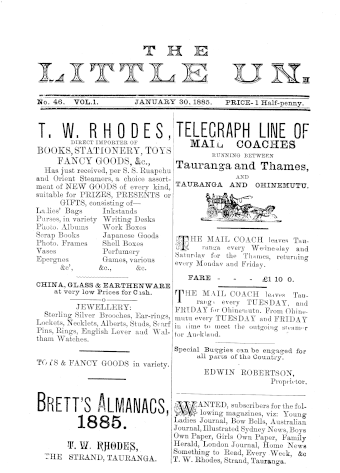 THE
LITTLE UN.
No. 46. VOL.1. JANUARY 30, 1885. PRICE- 1 Half-penny.
T. W. RHODES,
DIRECT IMPORTER OF
BOOKS, STATIONERY, TOYS
FANCY GOODS, &c.,
Has just received, per S. S. Ruapehu
and Orient Steamers, a choice assort-
ment of NEW GOODS of every kind,
suitable for PRIZES, PRESENTS or
GIFTS, consisting of—
Ladies' Bags Inkstands
Purses, in variety Writing Desks
Photo. Albums Work Boxes
Scrap Books Japanese Goods
Photo. Frames Shell Boxes
Vases Perfumery
Epergnes Games, various
&c., &c., &c.
CHINA, GLASS & EARTHENWARE
at very low Prices for Cash.
JEWELLERY:
Sterling Silver Brooches, Ear-rings,
Lockets, Necklets, Alberts, Studs, Scarf
Pins, Rings, English Lever and Wal-
tham Watches.
TOYS & FANCY GOODS in variety.
BRETT'S ALMANACS,
1885.
T. W. RHODES,
THE STRAND, TAURANGA.
TELEGRAPH LINE OF
MAIL COACHES
RUNNING BETWEEN
Tauranga and Thames,
AND
TAURANGA AND OHINEMUTU.
THE MAIL COACH leaves Tau-
ranga every Wednesday and
Saturday for the Thames, returning
every Monday and Friday.
FARE - - - £1 10 0.
THE MAIL COACH leaves Tau-
ranga every TUESDAY, and
FRIDAY for Ohinemutu. From Ohine-
mutu every TUESDAY and FRIDAY
in time to meet the outgoing steamer
for Auckland.
Special Buggies can be engaged for
all parts of the Country.
EDWIN ROBERTSON,
Proprietor.
WANTED, subscribers for the fol-
lowing magazines, viz: Young
Ladies Journal, Bow Bells, Australian
Journal, Illustrated Sydney News, Boys
Own Paper, Girls Own Paper, Family
Herald, London Journal, Home News
Something to Read, Every Week, &c
T. W. Rhodes, Strand, Tauranga.